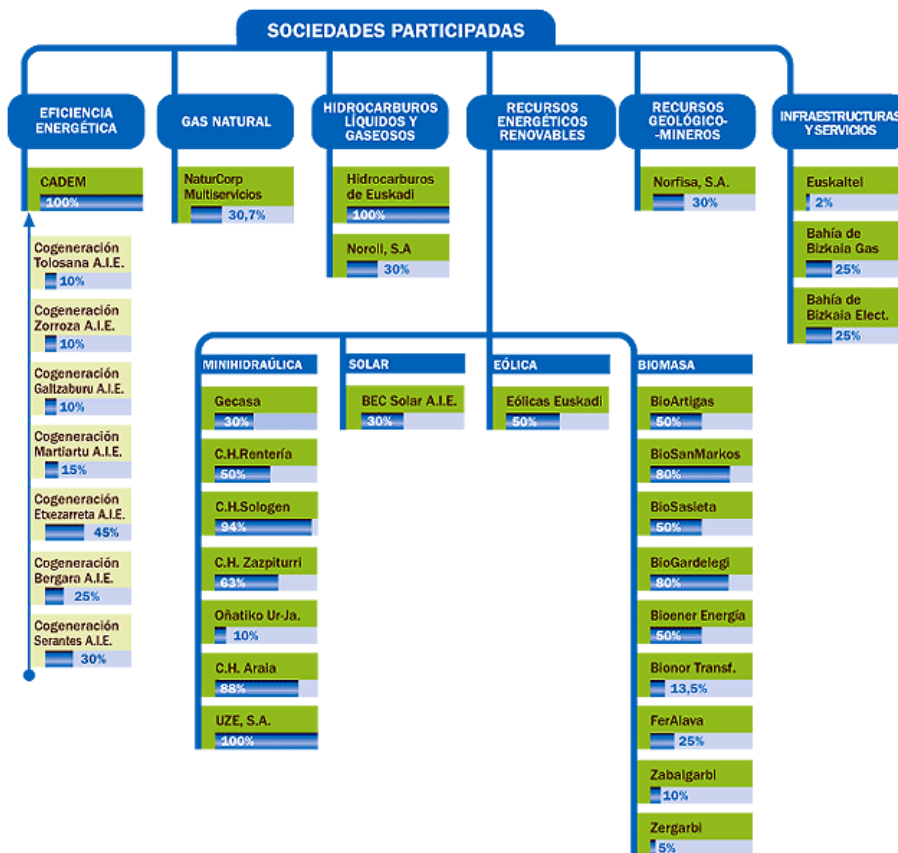 SOCIEDADES PARTICIPADAS
EFICIENCIA
ENERGÉTICA
CADEM
100%
Cogeneración
Tolosana A.I.E.
10%
Cogeneración
Zorroza A.I.E.
10%
Cogeneración
Galtzaburu A.I.E.
10%
Cogeneración
Martiartu A.I.E.
15%
Cogeneración
Etxezarreta A.I.E.
45%
Cogeneración
Bergara A.I.E.
25%
Cogeneración
Serantes A.I.E.
30%
GAS NATURAL
NaturCorp
Multiservicios
30,7%
HIDROCARBUROS
LÍQUIDOS Y
GASEOSOS
Hidrocarburos
de Euskadi
100%
Noroil, S.A
30%
RECURSOS
ENERGÉTICOS
RENOVABLES
MINIHIDRAÚLICA
Gecasa
30%
C.H.Rentería
50%
C.H.Sologen
94%
C.H. Zazpiturri
63%
Oñatiko Ur-Ja.
10%
C.H. Arala
88%
UZE, S.A.
100%
SOLAR
BEC Solar A.I.E.
30%
EÓLICA
Eólicas Euskadi
50%
BIOMASA
BioArtigas
50%
BioSanMarkos
80%
BioSasieta
50%
BioGardelegi
80%
Bioener Energía
50%
Bionor Transf.
13,5%
FerAlava
25%
Zabalgarbi
10%
Zergarbi
5%
RECURSOS
GEOLÓGICO-
-MINEROS
Norfisa, S.A.
30%
INFRAESTRUCTURAS
Y SERVICIOS
Euskaltel
2%
Bahía de
Bizkaia Gas
25%
Bahía de
Bizkaia Elect.
25%